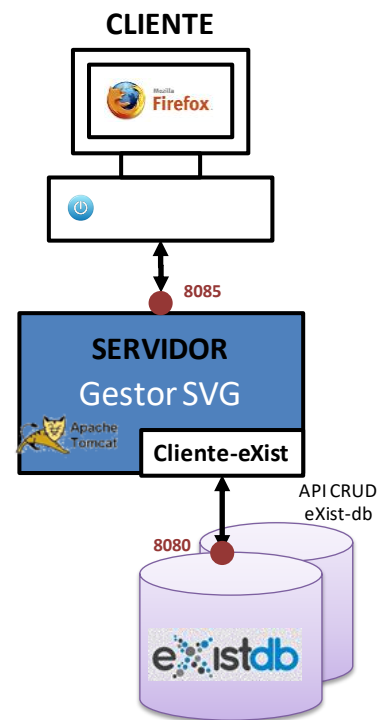 CLIENTE
Mozilla
Firefox
8085
SERVIDOR
Gestor SVG
Apache
Tomcat
Cliente-eXist
API CRUD
eXist-db
8080
eXistdb